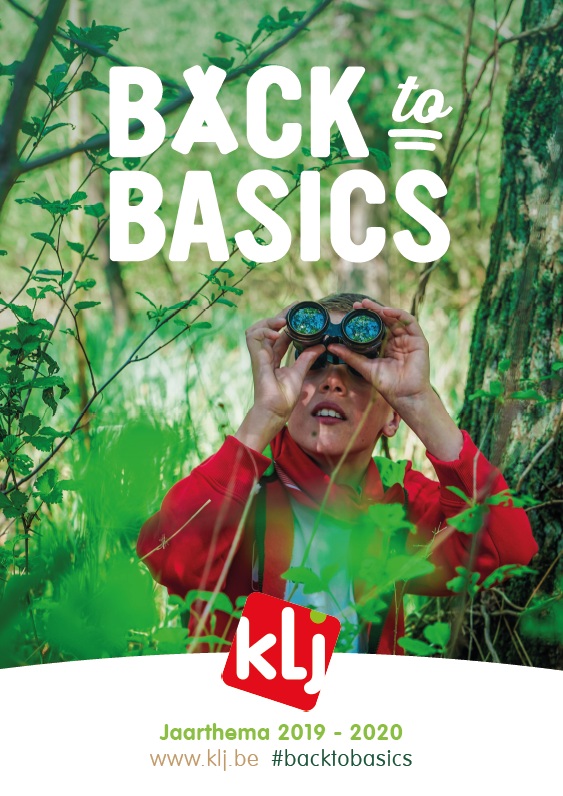 BACK to
BASICS
klj
Jaarthema 2019 - 2020
www.klj.be #backtobasics